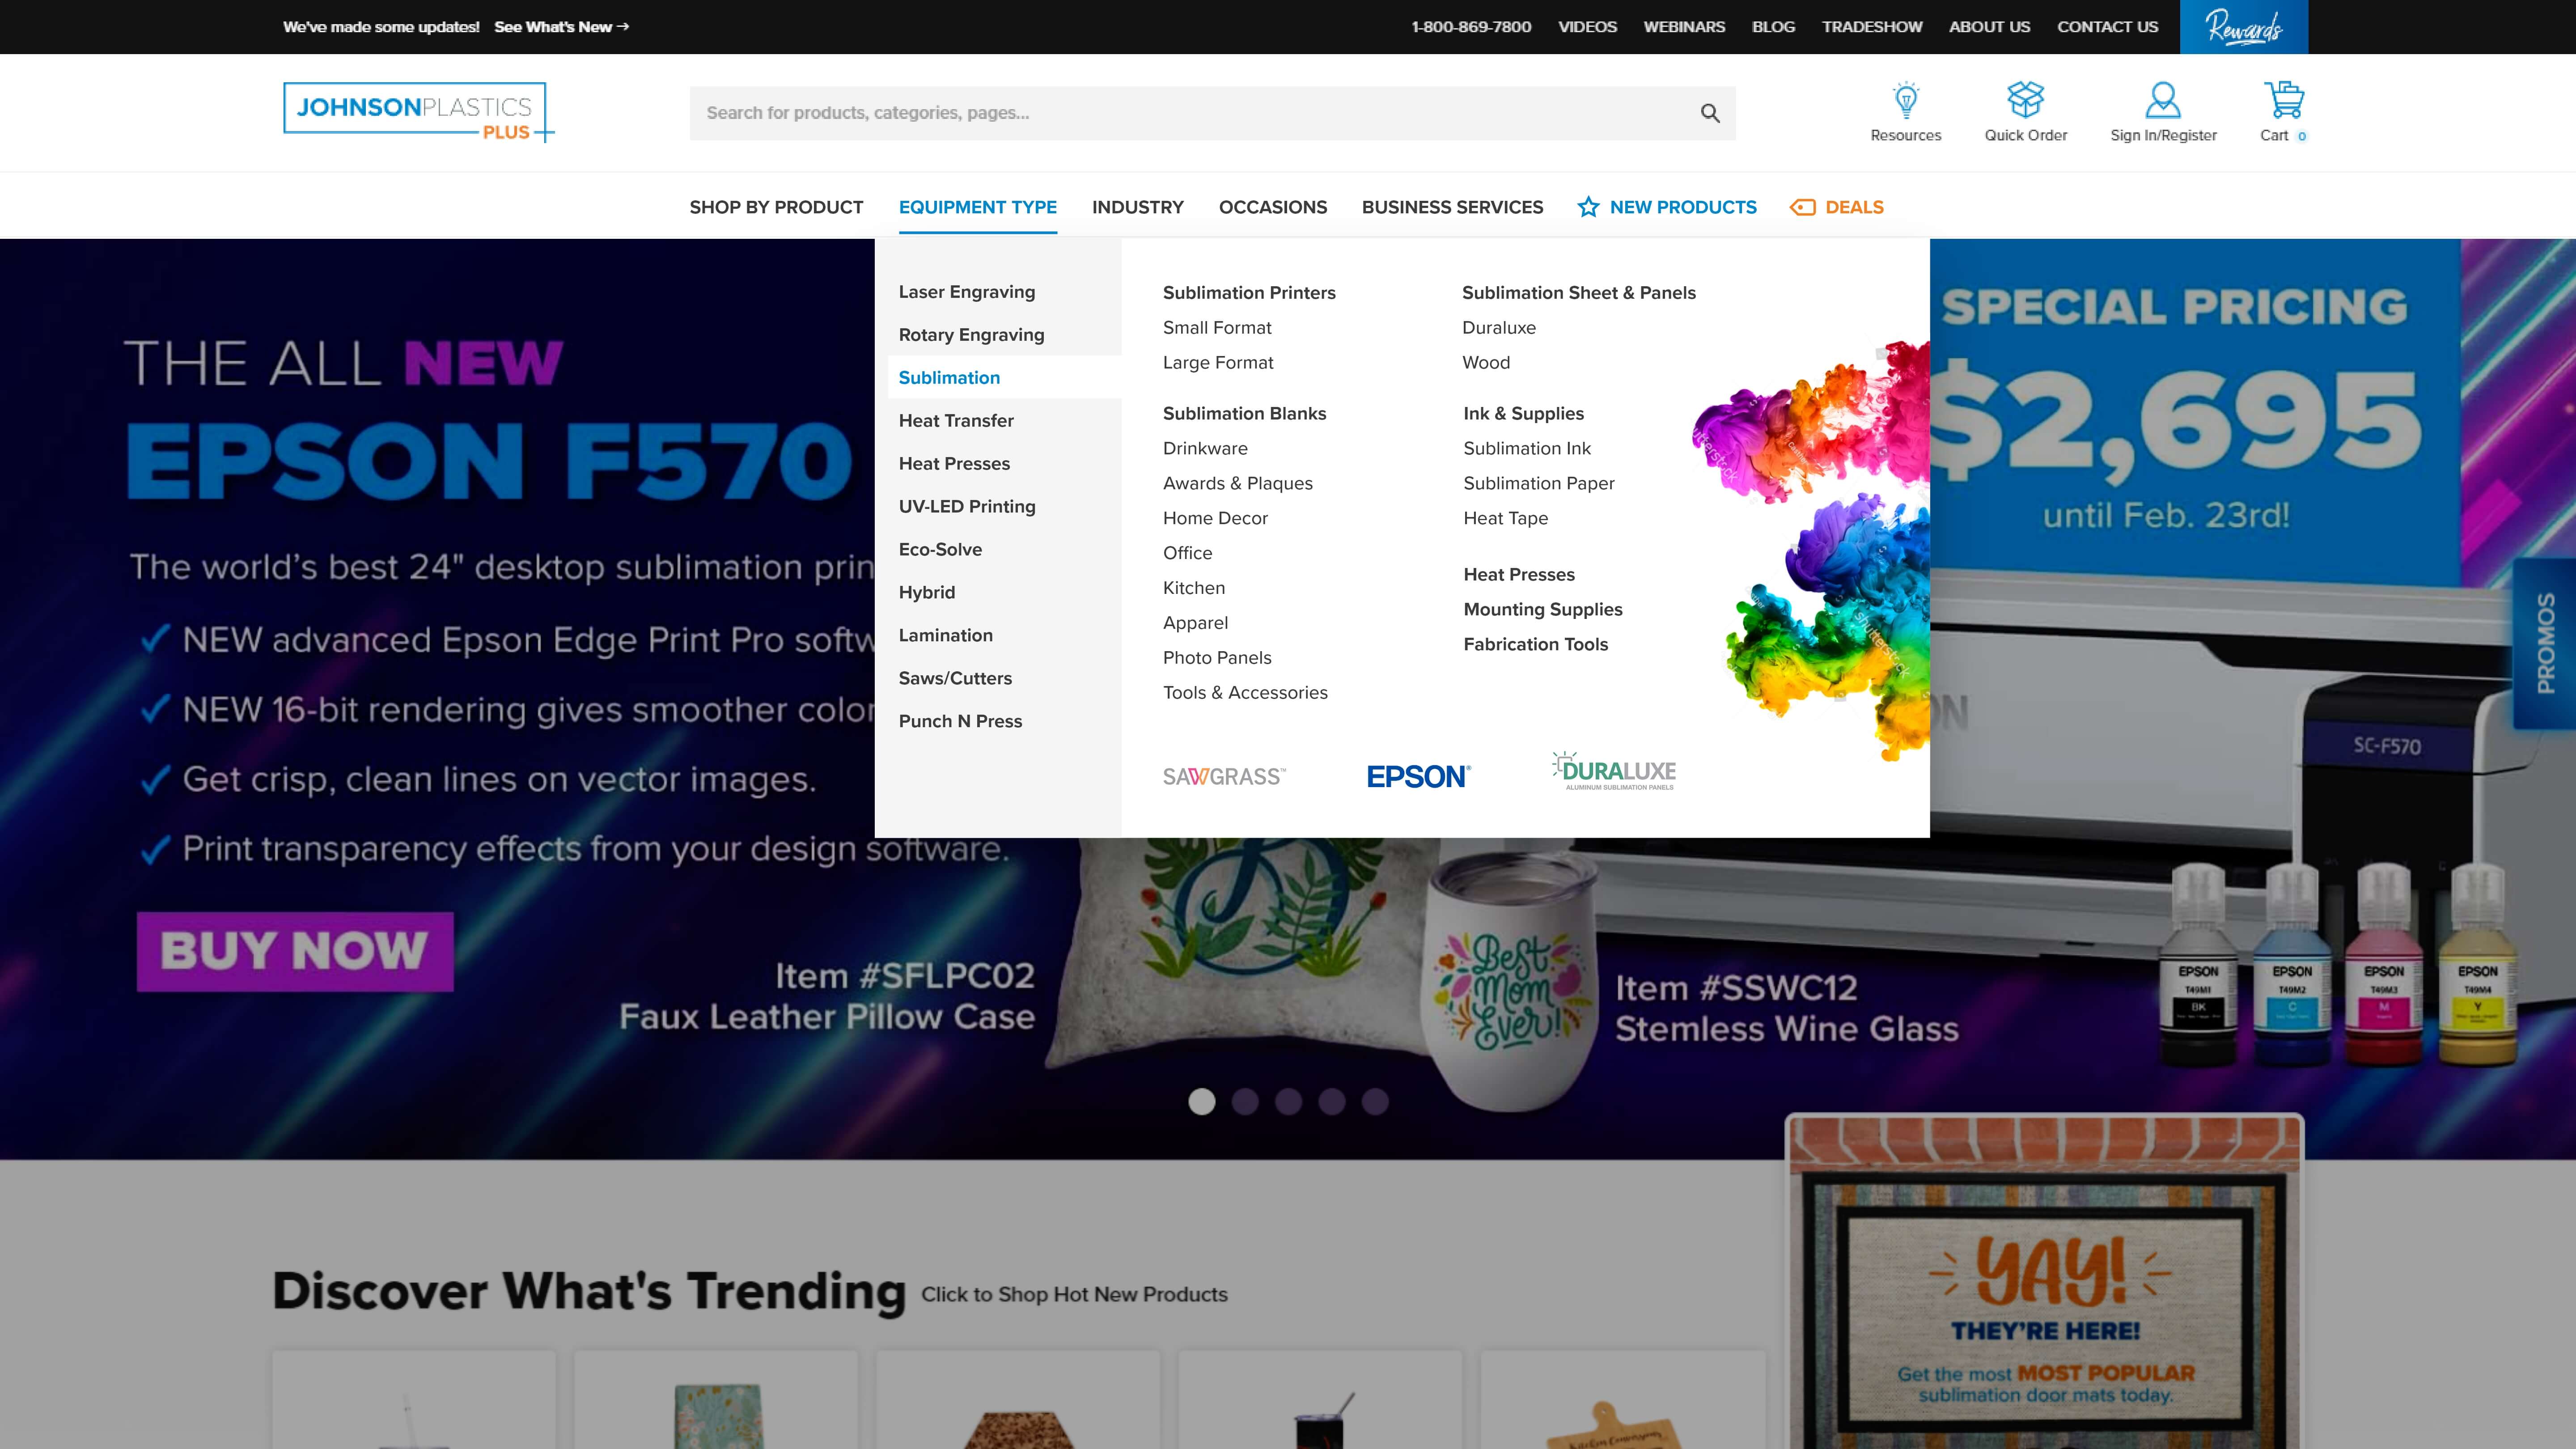 We've made some updates! See What's New →
1-800-869-7800 VIDEOS WEBINARS BLOG TRADESHOW ABOUT US CONTACT US Rewards
JOHNSONPLASTICS
PLUS
Search for products, categories, pages...
Resources Quick Order Sign In/Register Cart 0
SHOP BY PRODUCT EQUIPMENT TYPE INDUSTRY OCCASIONS BUSINESS SERVICES NEW PRODUCTS DEALS
Laser Engraving
Rotary Engraving
Sublimation
Heat Transfer
Heat Presses
UV-LED Printing
Eco-Solve
Hybrid
Lamination
Saws/Cutters
Punch N Press
Sublimation Printers
Small Format
Large Format
Sublimation Blanks
Drinkware
Awards & Plaques
Home Decor
Office
Kitchen
Apparel
Photo Panels
Tools & Accessories
Sublimation Sheet & Panels
Duraluxe
Wood
Ink & Supplies
Sublimation Ink
Sublimation Paper
Heat Tape
Heat Presses
Mounting Supplies
Fabrication Tools
shutterstock
SAWGRASS™
EPSON®
DURALUXE
ALUMINUM SUBLIMATION PANELS
THE ALL NEW
EPSON F570
The world's best 24" desktop sublimation prin
NEW advanced Epson Edge Print Pro softw
NEW 16-bit rendering gives smoother color
Get crisp, clean lines on vector images.
Print transparency effects from your design software.
BUY NOW
SPECIAL PRICING
$2,695
until Feb. 23rd!
PROMOS
SC-F570
Item #SFLPC02
Faux Leather Pillow Case
B
Best
Mom
Ever!
Item #SSWC12
Stemless Wine Glass
EPSON
T49M1
BK
EPSON
T49M2
C
EPSON
T49M3
M
EPSON
T49M4
Y
Discover What's Trending Click to Shop Hot New Products
YAY!
THEY'RE HERE!
Get the most MOST POPULAR
sublimation door mats today.